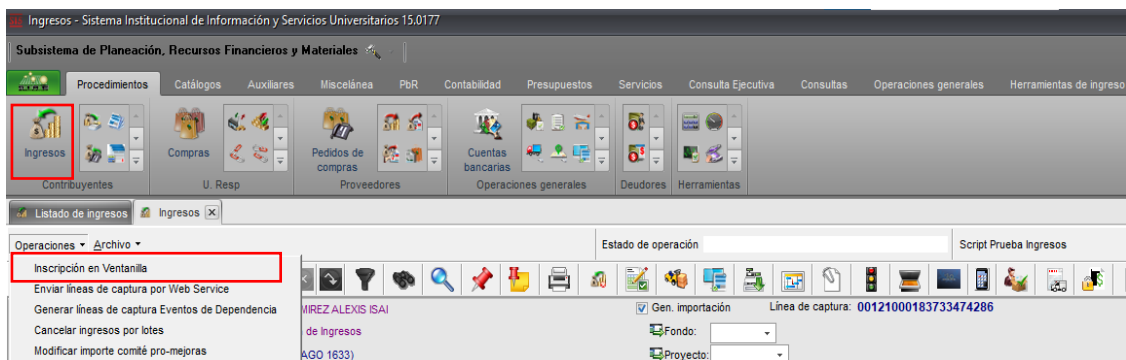 Ingresos - Sistema Institucional de Información y Servicios Universitarios 15.0177
Subsistema de Planeación, Recursos Financieros y Materiales
Procedimientos Catálogos Auxiliares Miscelánea PbR Contabilidad Presupuestos Servicios Consulta Ejecutiva Consultas Operaciones generales Herramientas de ingreso
Ingresos Compras Pedidos de compras Cuentas bancarias
Contribuyentes U. Resp Proveedores Operaciones generales Deudores Herramientas
Listado de ingresos Ingresos
Operaciones Archivo Estado de operación Script Prueba Ingresos
Inscripción en Ventanilla
Enviar líneas de captura por Web Service
Generar líneas de captura Eventos de Dependencia MIREZ ALEXIS ISAI Gen. importación Línea de captura: 00121000183733474286
Cancelar ingresos por lotes de Ingresos Fondo:
Modificar importe comité pro-mejoras AGO 1633) Proyecto: